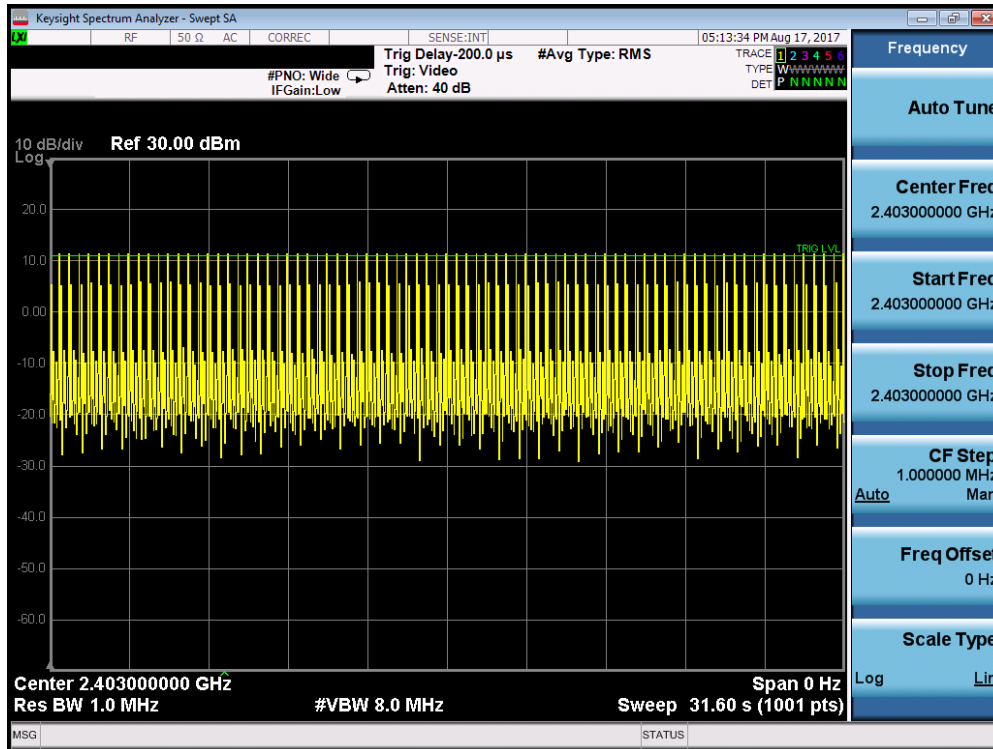 Keysight Spectrum Analyzer - Swept SA
LXI RF 50 Ω AC CORREC SENSE:INT 05:13:34 PM Aug 17, 2017
Trig Delay-200.0 µs #Avg Type: RMS TRACE 1 2 3 4 5 6
#PNO: Wide Trig: Video TYPE WWWWWW
IFGain:Low Atten: 40 dB DET P N N N N N
10 dB/div Ref 30.00 dBm
Log
20.0
TRIG LVL
10.0
0.00
-10.0
-20.0
-30.0
-40.0
-50.0
-60.0
Center 2.403000000 GHz Span 0 Hz
Res BW 1.0 MHz #VBW 8.0 MHz Sweep 31.60 s (1001 pts)
MSG STATUS
Frequency
Auto Tune
Center Freq
2.403000000 GHz
Start Freq
2.403000000 GHz
Stop Freq
2.403000000 GHz
CF Step
1.000000 MHz
Auto Man
Freq Offset
0 Hz
Scale Type
Log Lin